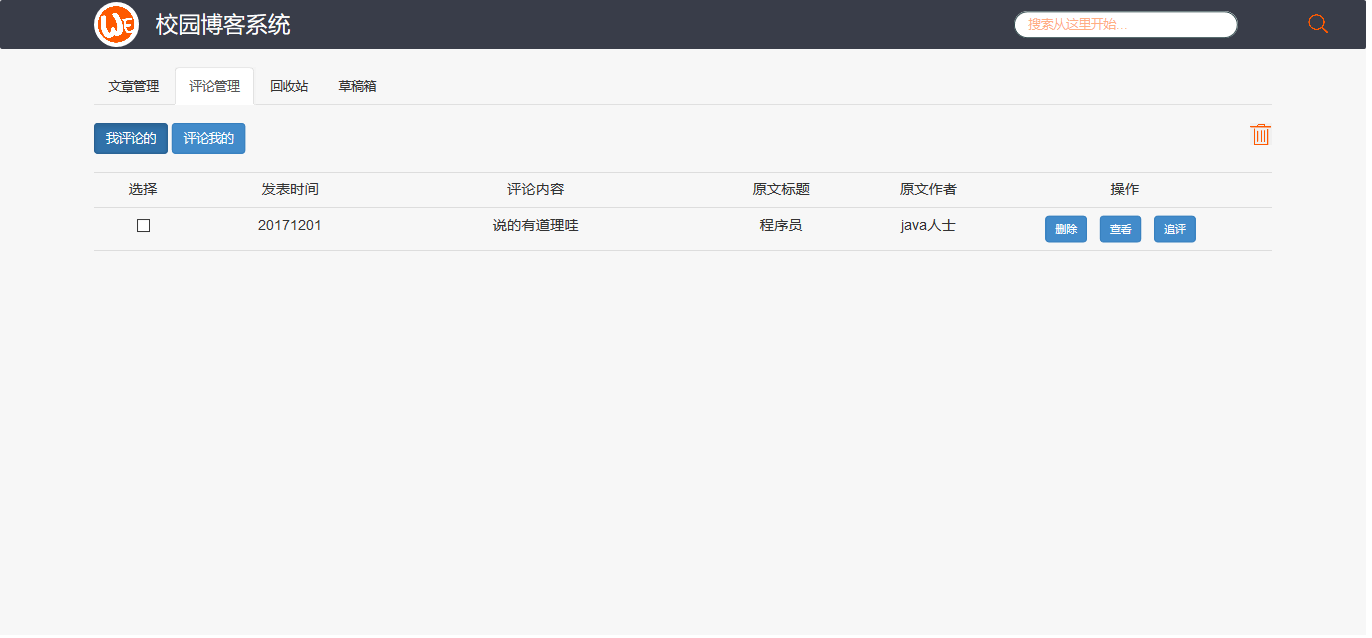 WE 校园博客系统 搜索从这里开始...
文章管理 评论管理 回收站 草稿箱
我评论的 评论我的
选择 发表时间 评论内容 原文标题 原文作者 操作
20171201 说的有道理哇 程序员 java人士 删除 查看 追评